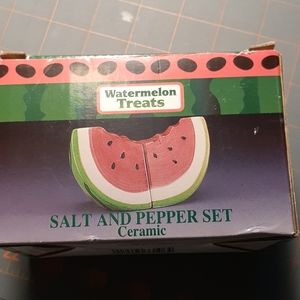 Watermelon
Treats
SALT AND PEPPER SET
Ceramic